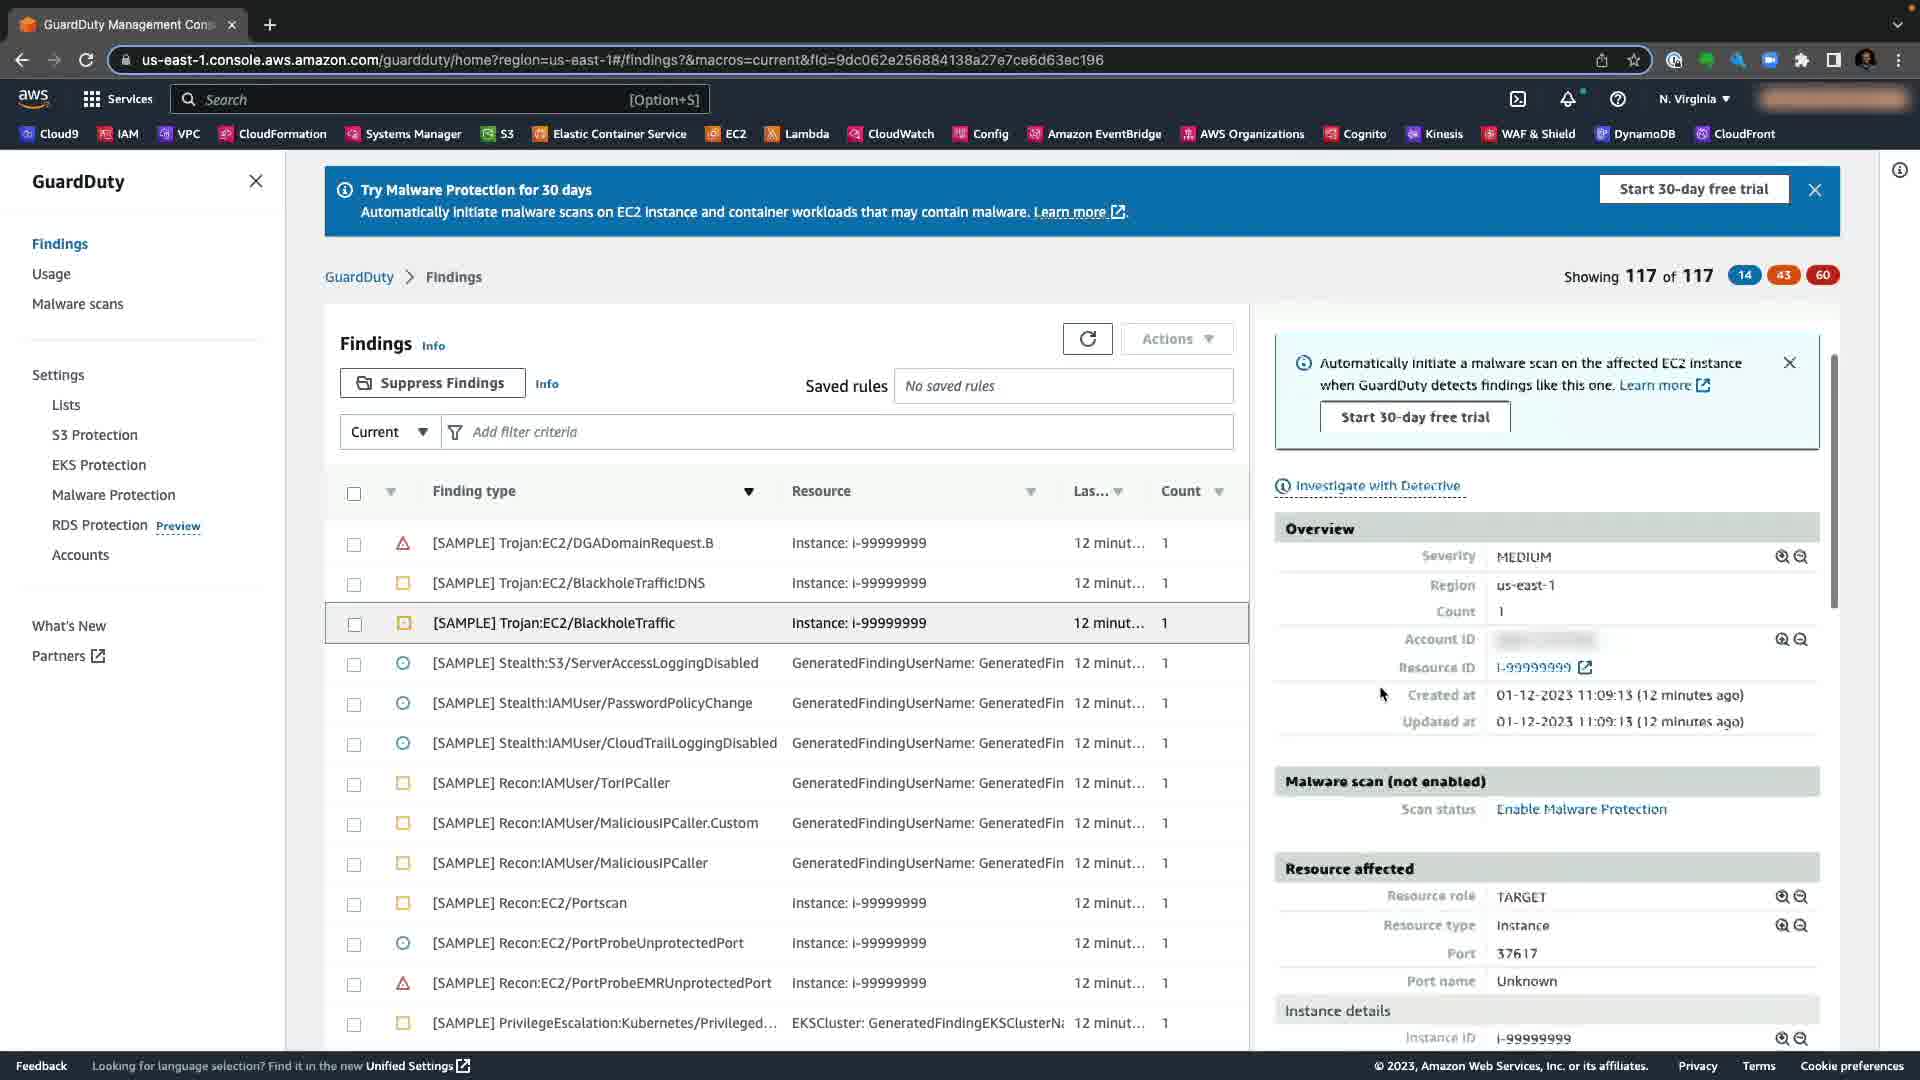 GuardDuty Management Cons
us-east-1.console.aws.amazon.com/guardduty/home?region=us-east-1#/findings?&macros=current&fId=9dc062e256884138a27e7ce6d63ec196
aws
Services
Search
[Option+S]
N. Virginia
Cloud9 IAM VPC CloudFormation Systems Manager S3 Elastic Container Service EC2 Lambda CloudWatch Config Amazon EventBridge AWS Organizations Cognito Kinesis WAF & Shield DynamoDB CloudFront
GuardDuty
Findings
Usage
Malware scans
Settings
Lists
S3 Protection
EKS Protection
Malware Protection
RDS Protection Preview
Accounts
What's New
Partners
Try Malware Protection for 30 days
Automatically initiate malware scans on EC2 instance and container workloads that may contain malware. Learn more.
Start 30-day free trial
GuardDuty > Findings
Showing 117 of 117 14 43 60
Findings Info
Actions
Suppress Findings Info
Saved rules No saved rules
Current Add filter criteria
Finding type Resource Las... Count
[SAMPLE] Trojan:EC2/DGADomainRequest.B Instance: i-99999999 12 minut... 1
[SAMPLE] Trojan:EC2/BlackholeTraffic!DNS Instance: i-99999999 12 minut... 1
[SAMPLE] Trojan:EC2/BlackholeTraffic Instance: i-99999999 12 minut... 1
[SAMPLE] Stealth:S3/ServerAccessLoggingDisabled GeneratedFindingUserName: GeneratedFin 12 minut... 1
[SAMPLE] Stealth:IAMUser/PasswordPolicyChange GeneratedFindingUserName: GeneratedFin 12 minut... 1
[SAMPLE] Stealth:IAMUser/CloudTrailLoggingDisabled GeneratedFindingUserName: GeneratedFin 12 minut... 1
[SAMPLE] Recon:IAMUser/TorIPCaller GeneratedFindingUserName: GeneratedFin 12 minut... 1
[SAMPLE] Recon:IAMUser/MaliciousIPCaller.Custom GeneratedFindingUserName: GeneratedFin 12 minut... 1
[SAMPLE] Recon:IAMUser/MaliciousIPCaller GeneratedFindingUserName: GeneratedFin 12 minut... 1
[SAMPLE] Recon:EC2/Portscan Instance: i-99999999 12 minut... 1
[SAMPLE] Recon:EC2/PortProbeUnprotectedPort Instance: i-99999999 12 minut... 1
[SAMPLE] Recon:EC2/PortProbeEMRUnprotectedPort Instance: i-99999999 12 minut... 1
[SAMPLE] PrivilegeEscalation:Kubernetes/Privileged... EKSCluster: GeneratedFindingEKSClusterNa 12 minut... 1
Automatically initiate a malware scan on the affected EC2 instance
when GuardDuty detects findings like this one. Learn more
Start 30-day free trial
Investigate with Detective
Overview
Severity MEDIUM
Region us-east-1
Count 1
Account ID
Resource ID i-99999999
Created at 01-12-2023 11:09:13 (12 minutes ago)
Updated at 01-12-2023 11:09:13 (12 minutes ago)
Malware scan (not enabled)
Scan status Enable Malware Protection
Resource affected
Resource role TARGET
Resource type Instance
Port 37617
Port name Unknown
Instance details
Instance ID i-99999999
Feedback Looking for language selection? Find it in the new Unified Settings
© 2023, Amazon Web Services, Inc. or its affiliates. Privacy Terms Cookie preferences